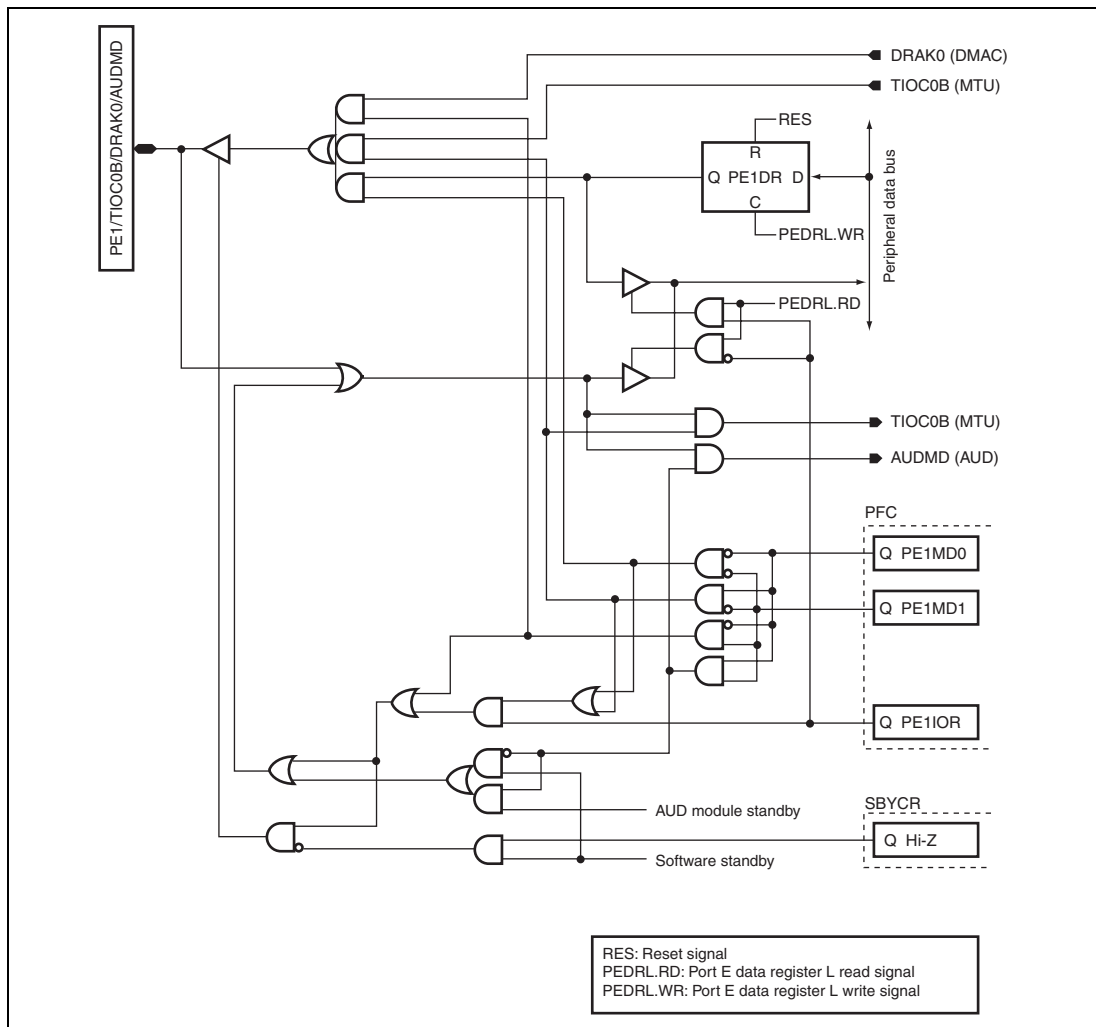 PE1/TIOC0B/DRAK0/AUDMD
DRAK0 (DMAC)
TIOC0B (MTU)
RES
R
Q PE1DR D
C
PEDRL.WR
Peripheral data bus
PEDRL.RD
TIOC0B (MTU)
AUDMD (AUD)
PFC
Q PE1MD0
Q PE1MD1
Q PE1IOR
AUD module standby
SBYCR
Q Hi-Z
Software standby
RES: Reset signal
PEDRL.RD: Port E data register L read signal
PEDRL.WR: Port E data register L write signal